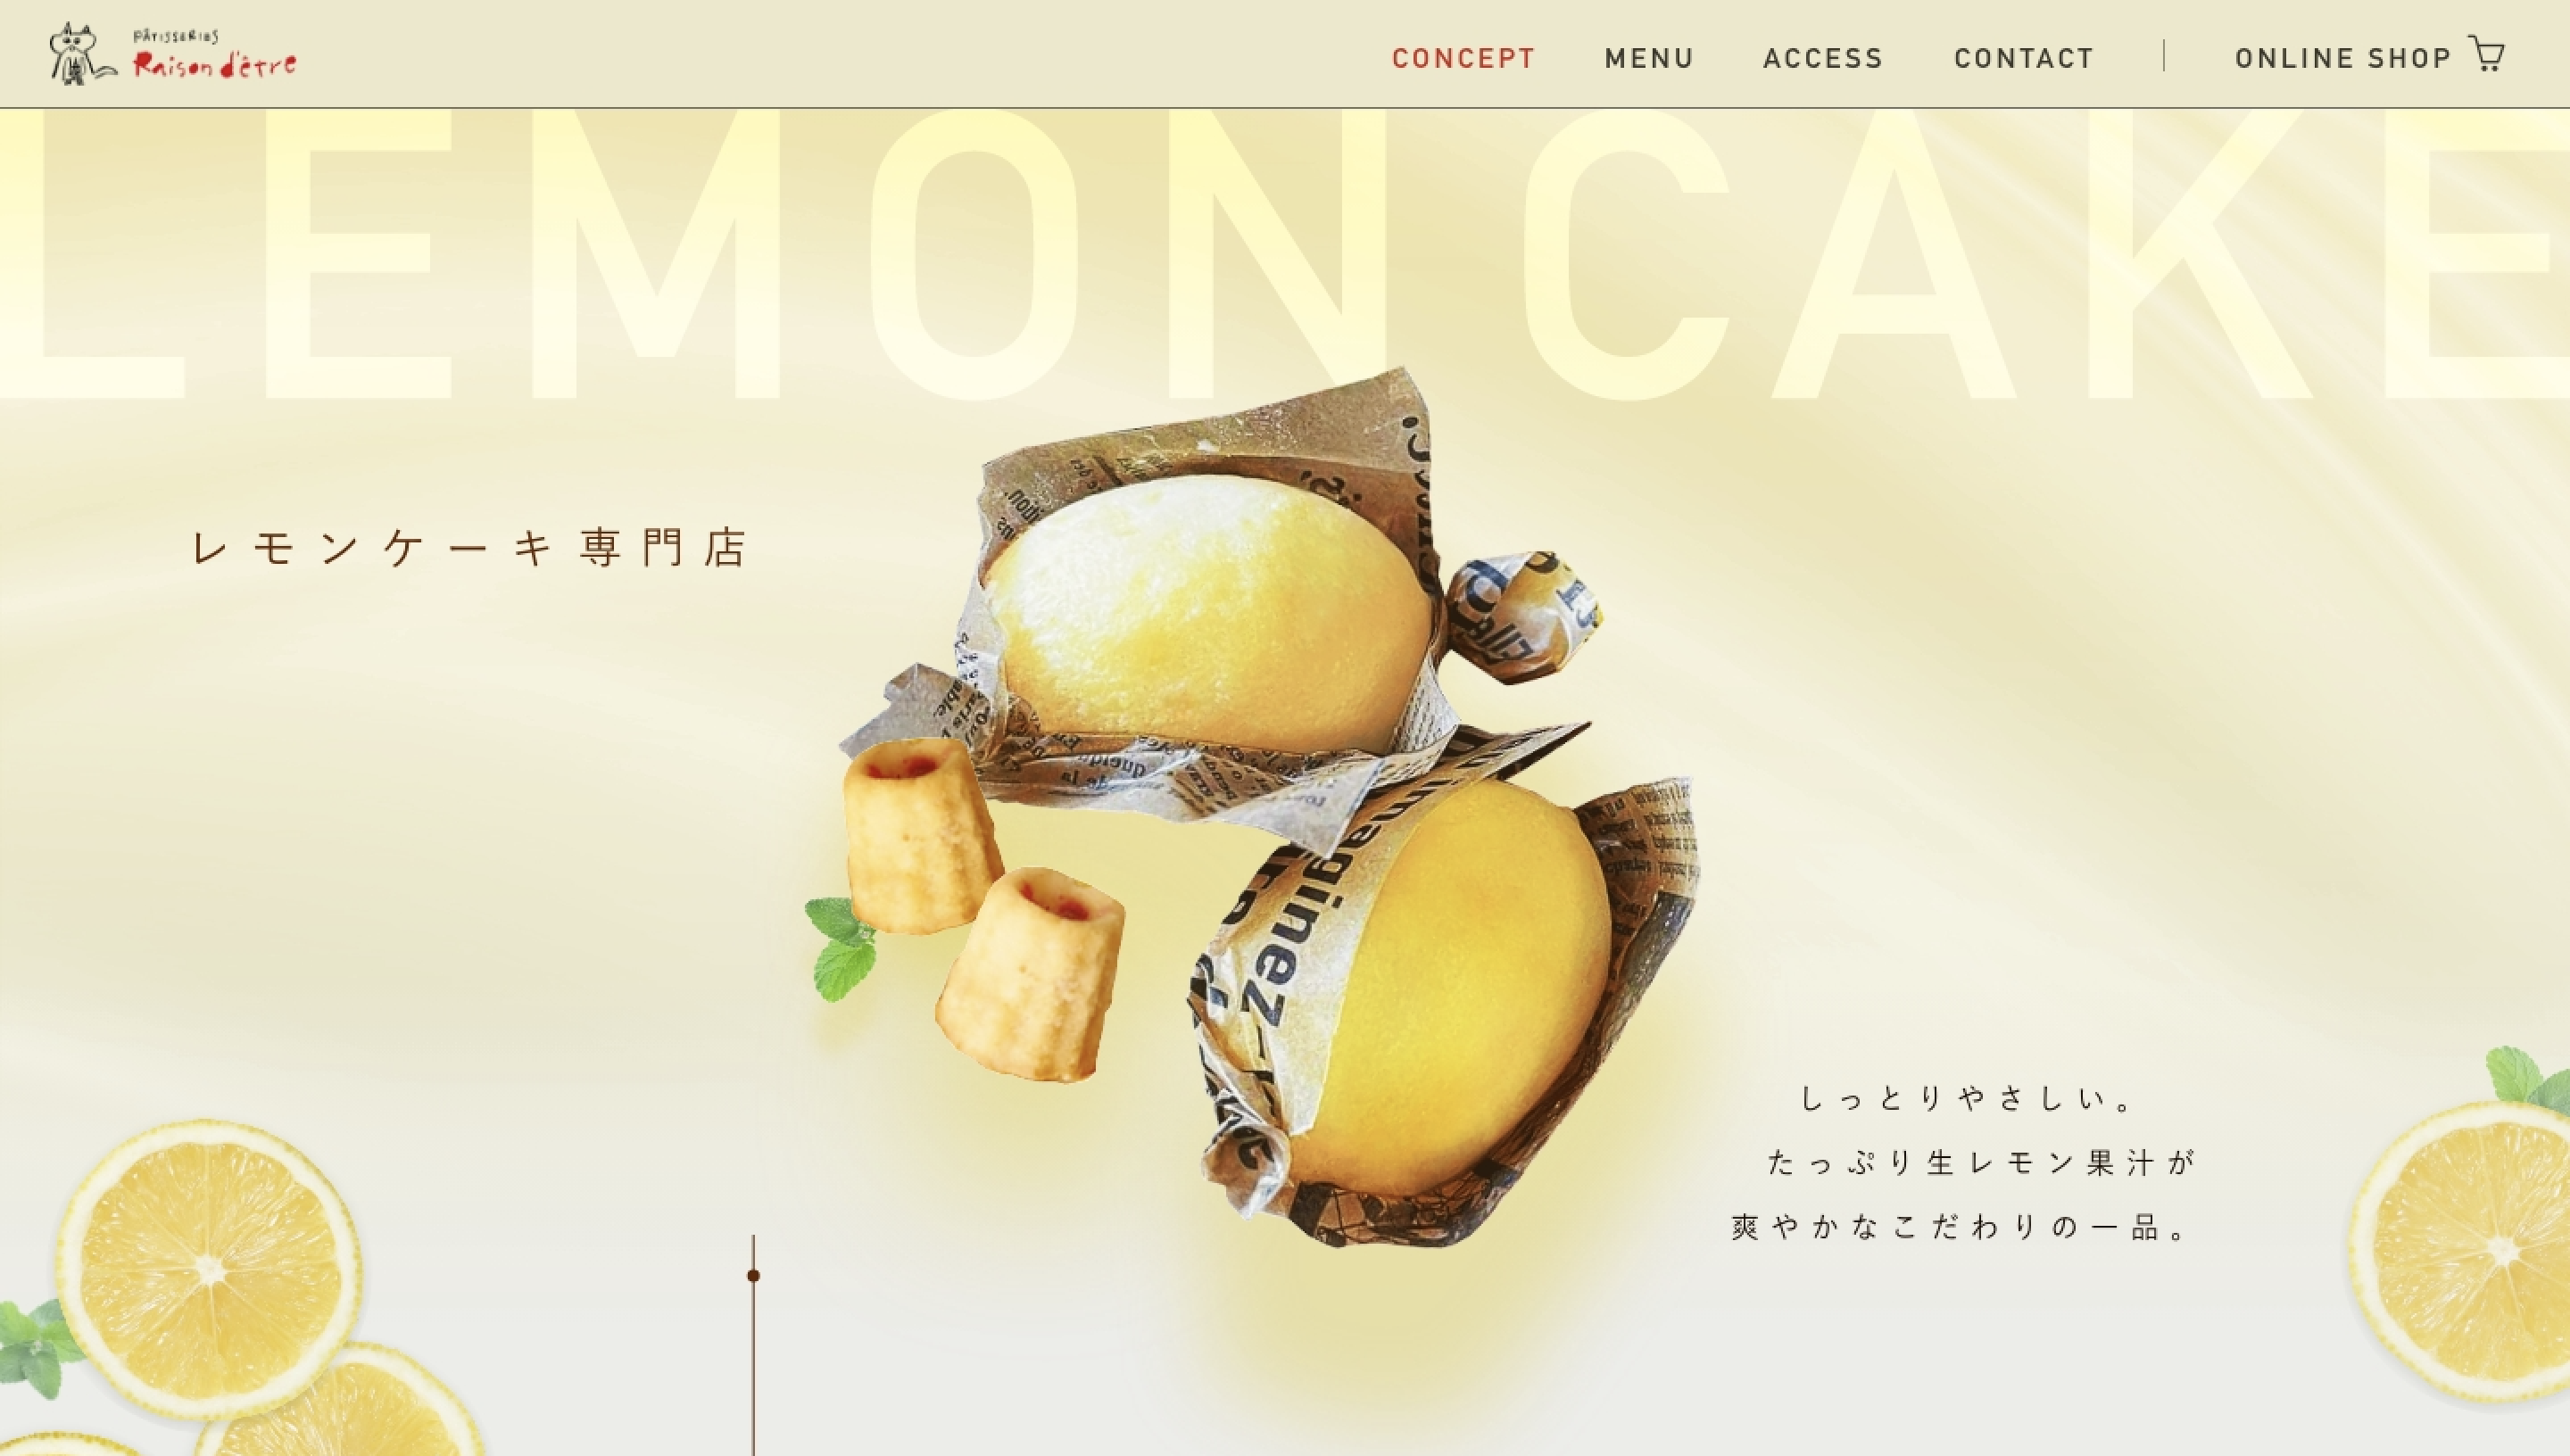 PÂTISSERIES
Raison d'être
CONCEPT MENU ACCESS CONTACT ONLINE SHOP
LEMON CAKE
レモンケーキ専門店
imaginez
しっとりやさしい。
たっぷり生レモン果汁が
爽やかなこだわりの一品。